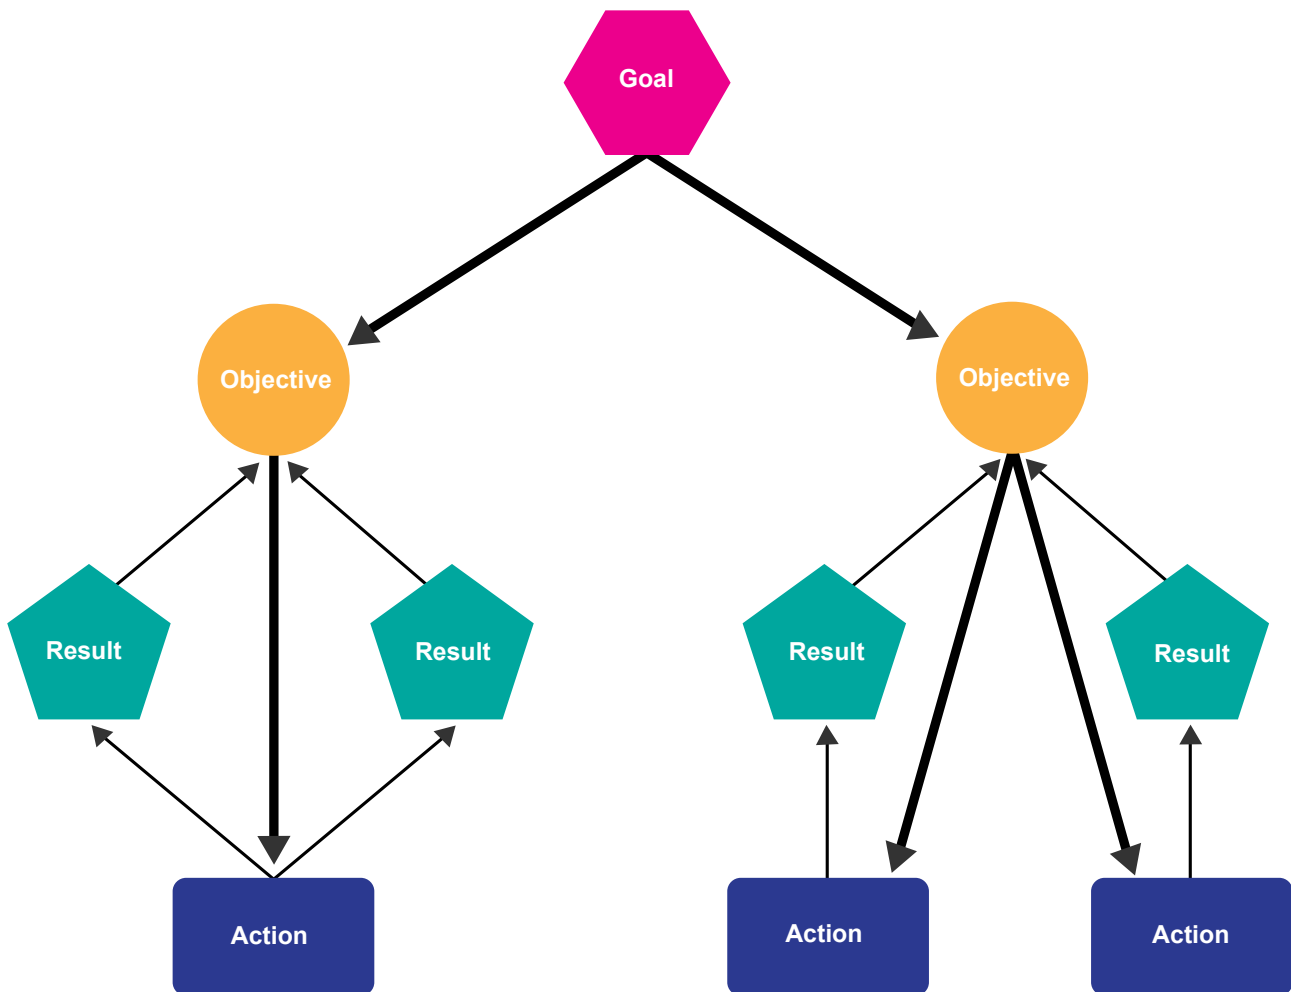 Goal
Objective
Objective
Result
Result
Result
Result
Action
Action
Action